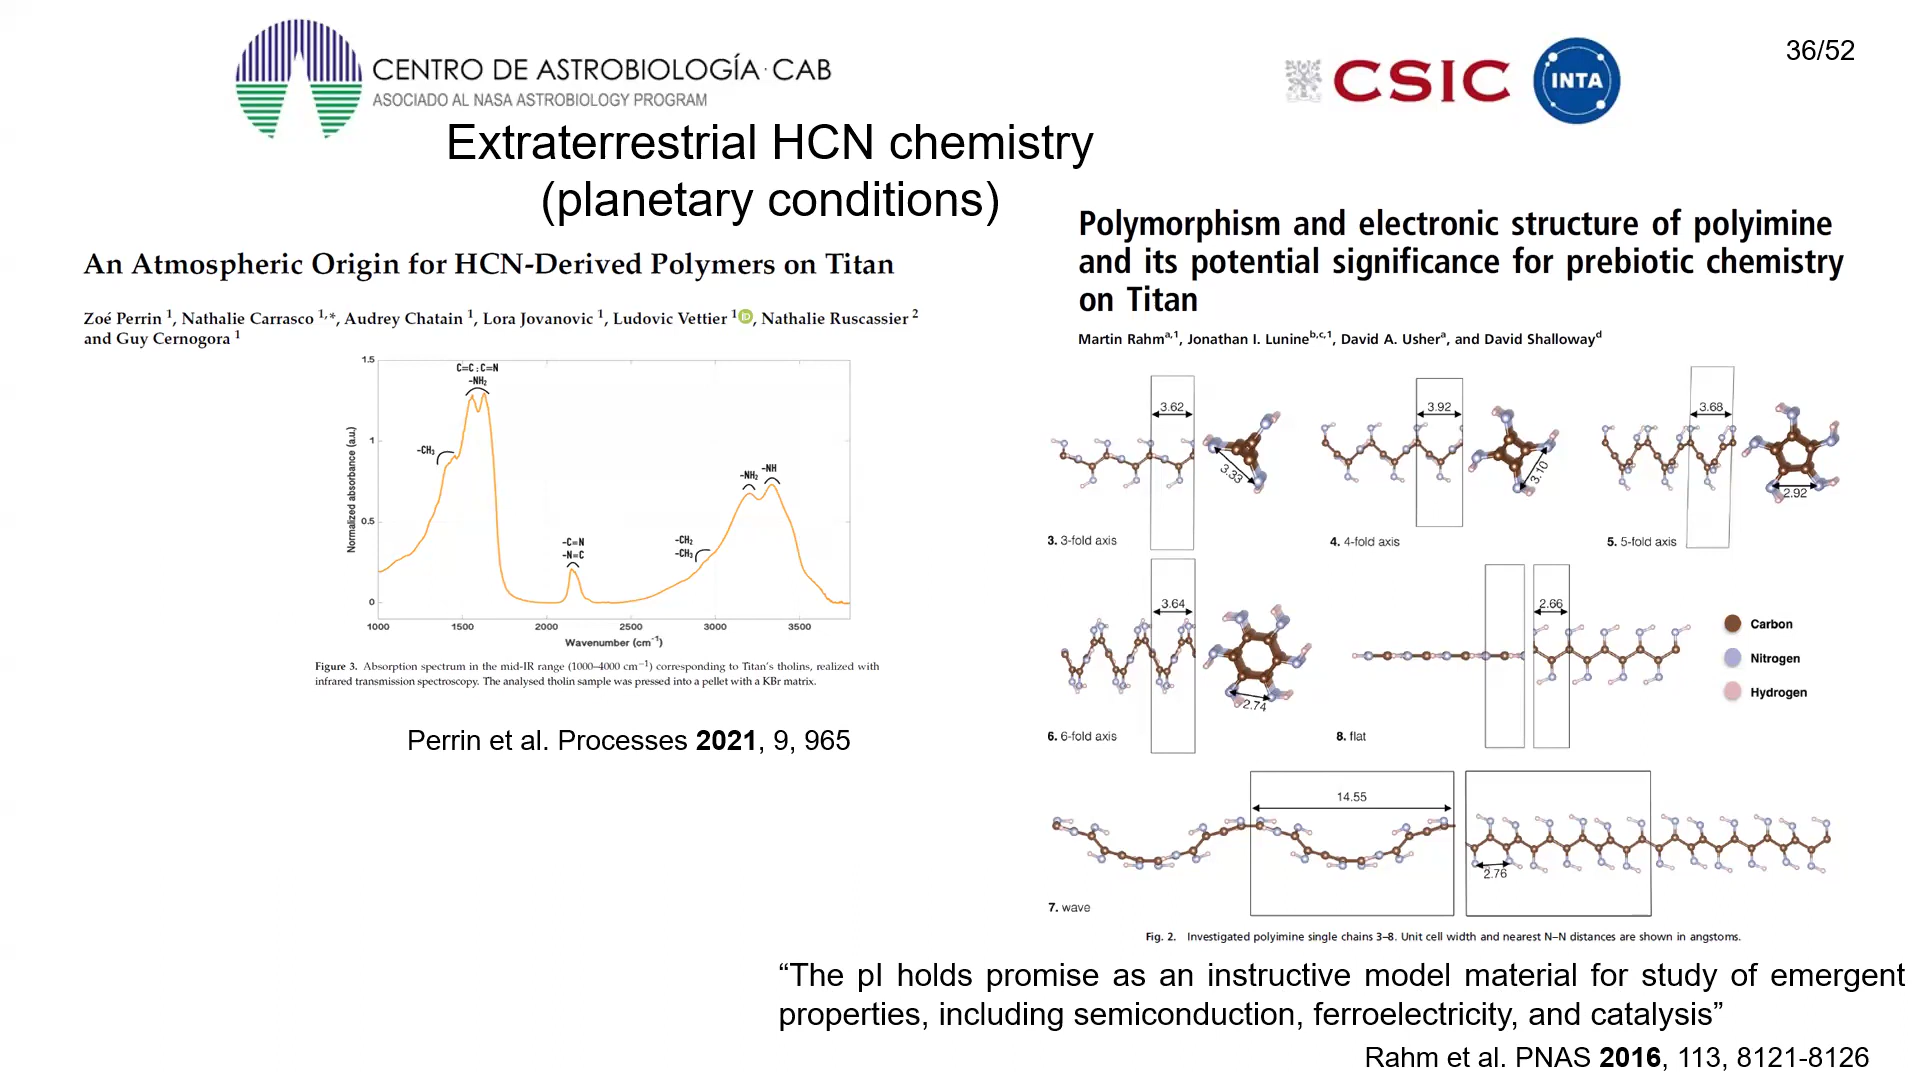 CENTRO DE ASTROBIOLOGÍA · CAB
ASOCIADO AL NASA ASTROBIOLOGY PROGRAM
CSIC
INTA
36/52
Extraterrestrial HCN chemistry
(planetary conditions)
An Atmospheric Origin for HCN-Derived Polymers on Titan
Zoé Perrin 1, Nathalie Carrasco 1,*, Audrey Chatain 1, Lora Jovanovic 1, Ludovic Vettier 1 iD, Nathalie Ruscassier 2
and Guy Cernogora 1
1.5
1
0.5
0
Normalized absorbance (a.u.)
C=C ; C=N
-NH2
-CH3
-C=N
-N=C
-CH2
-CH3
-NH2
-NH
1000 1500 2000 2500 3000 3500
Wavenumber (cm-1)
Figure 3. Absorption spectrum in the mid-IR range (1000–4000 cm−1) corresponding to Titan's tholins, realized with
infrared transmission spectroscopy. The analysed tholin sample was pressed into a pellet with a KBr matrix.
Perrin et al. Processes 2021, 9, 965
Polymorphism and electronic structure of polyimine
and its potential significance for prebiotic chemistry
on Titan
Martin Rahma,1, Jonathan I. Lunineb,c,1, David A. Ushera, and David Shallowayd
3.62
3.33
3.92
3.10
3.68
2.92
3. 3-fold axis
4. 4-fold axis
5. 5-fold axis
3.64
2.74
2.66
Carbon
Nitrogen
Hydrogen
6. 6-fold axis
8. flat
14.55
2.76
7. wave
Fig. 2. Investigated polyimine single chains 3–8. Unit cell width and nearest N–N distances are shown in angstoms.
“The pI holds promise as an instructive model material for study of emergent
properties, including semiconduction, ferroelectricity, and catalysis”
Rahm et al. PNAS 2016, 113, 8121-8126